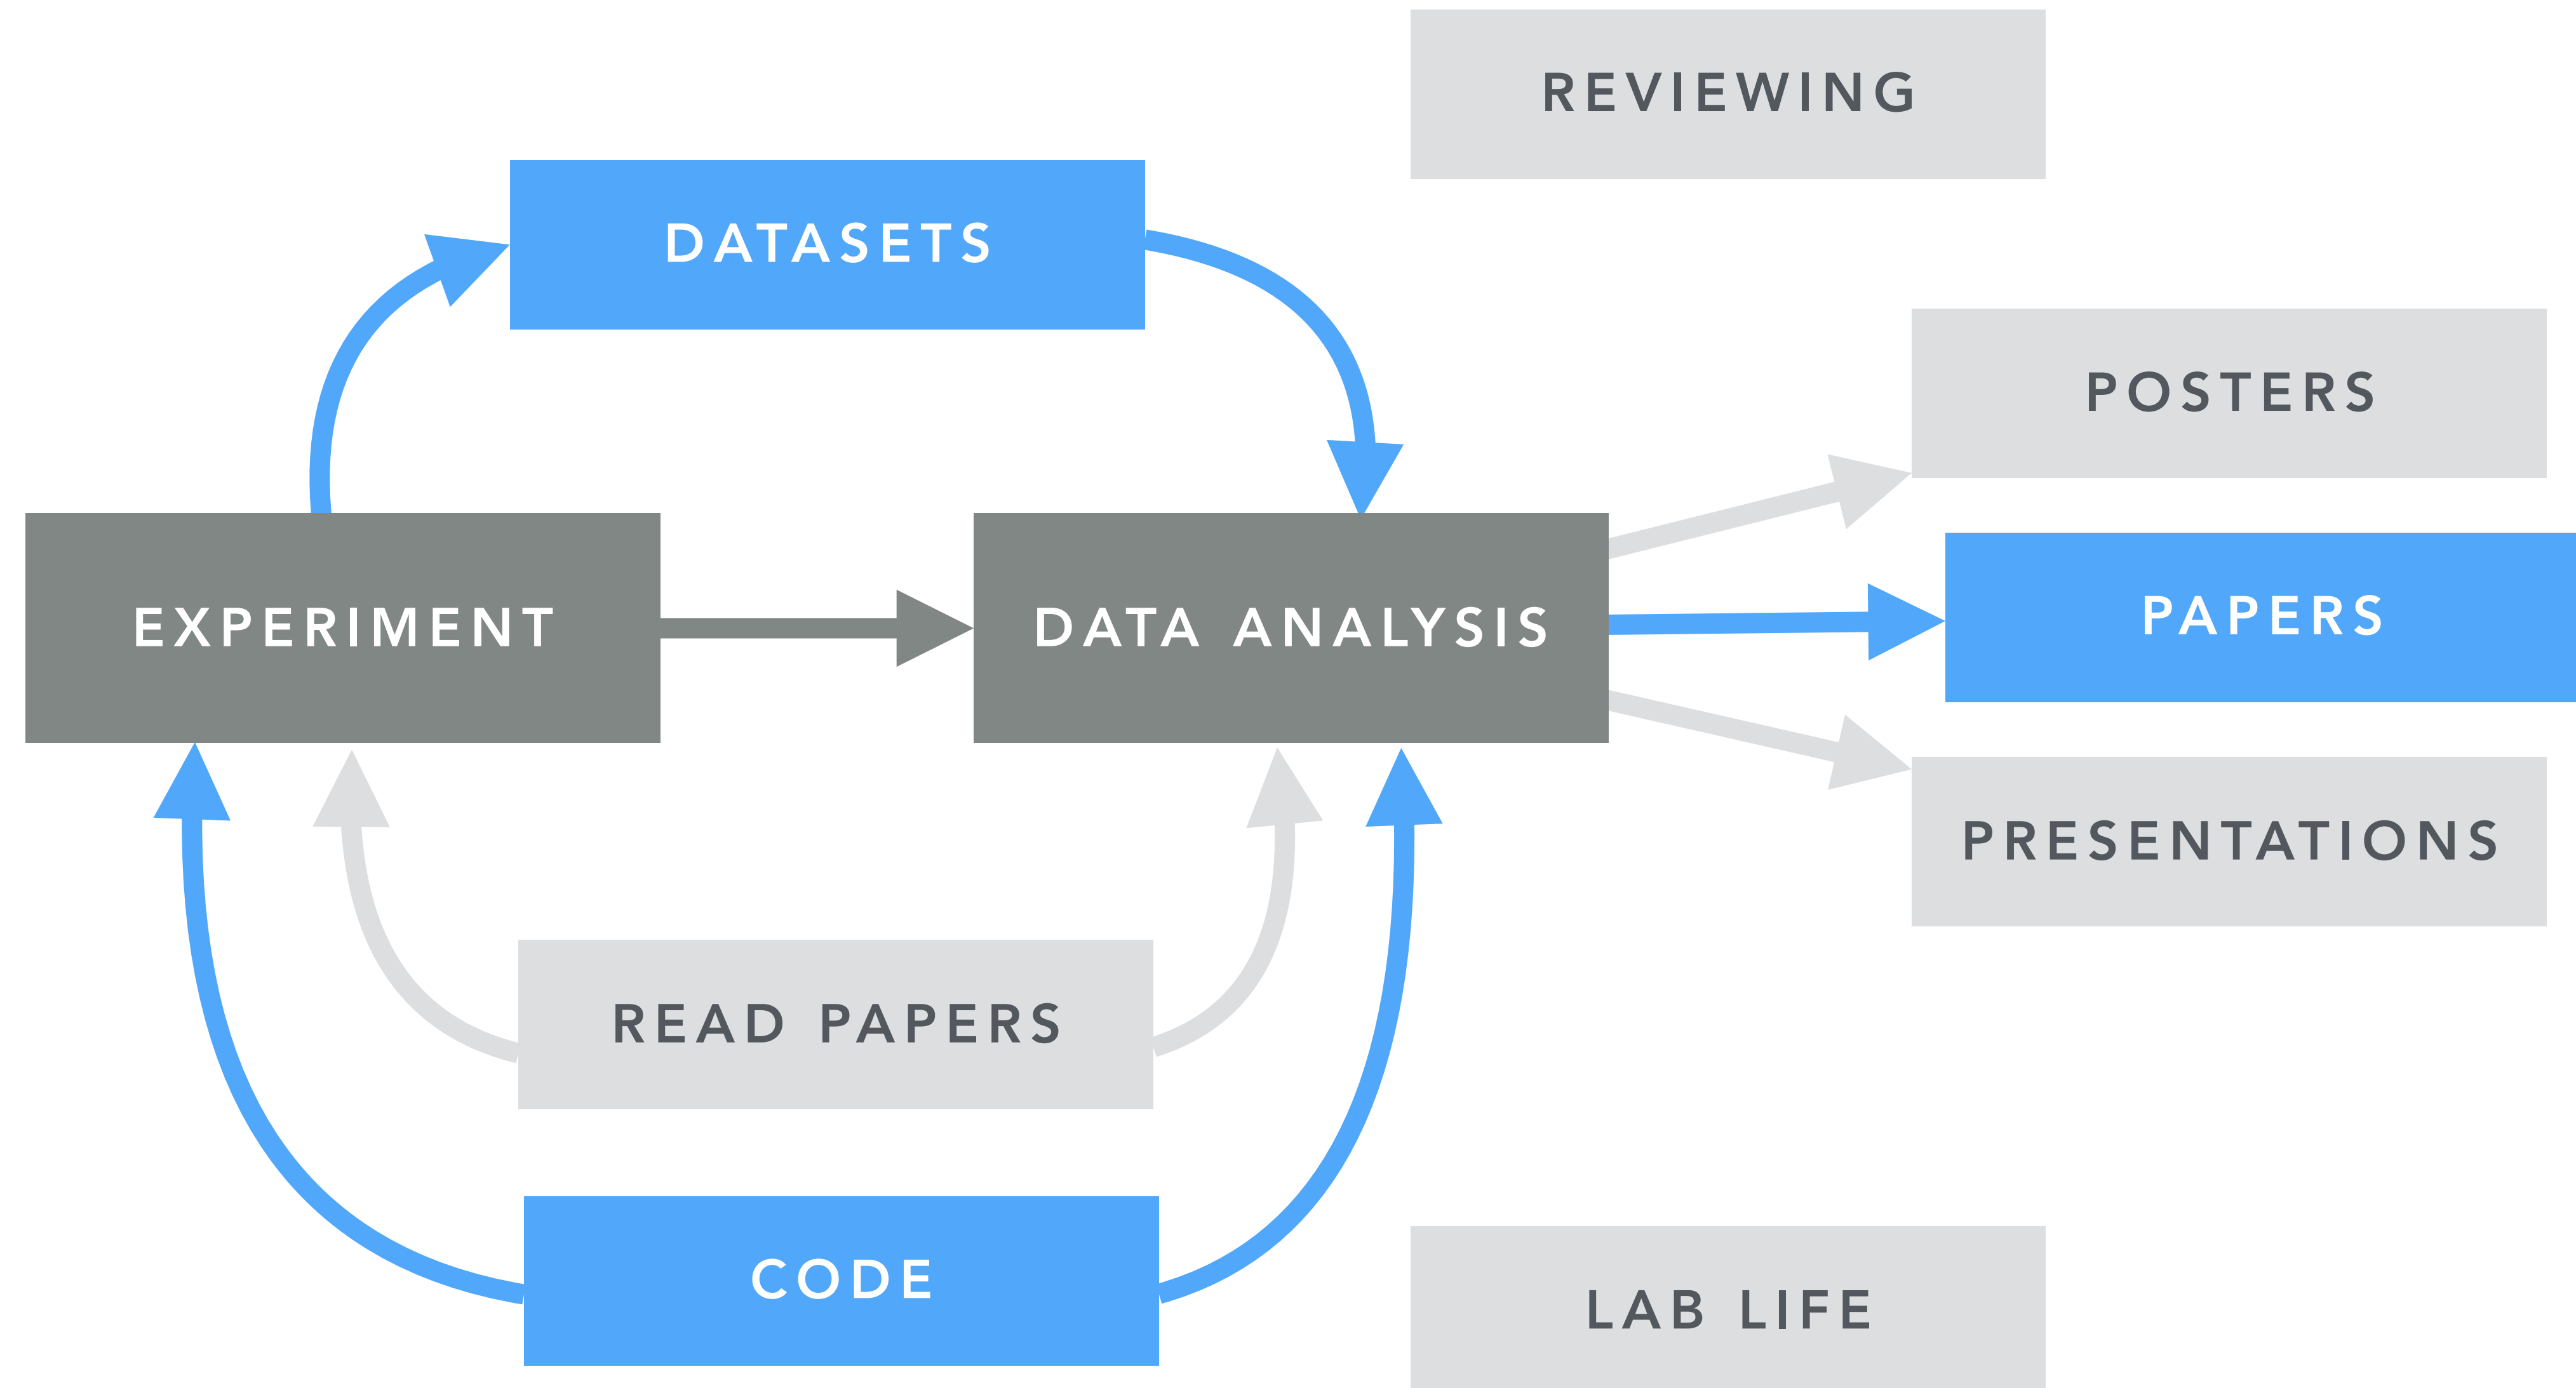 REVIEWING
DATASETS
POSTERS
EXPERIMENT
DATA ANALYSIS
PAPERS
PRESENTATIONS
READ PAPERS
CODE
LAB LIFE